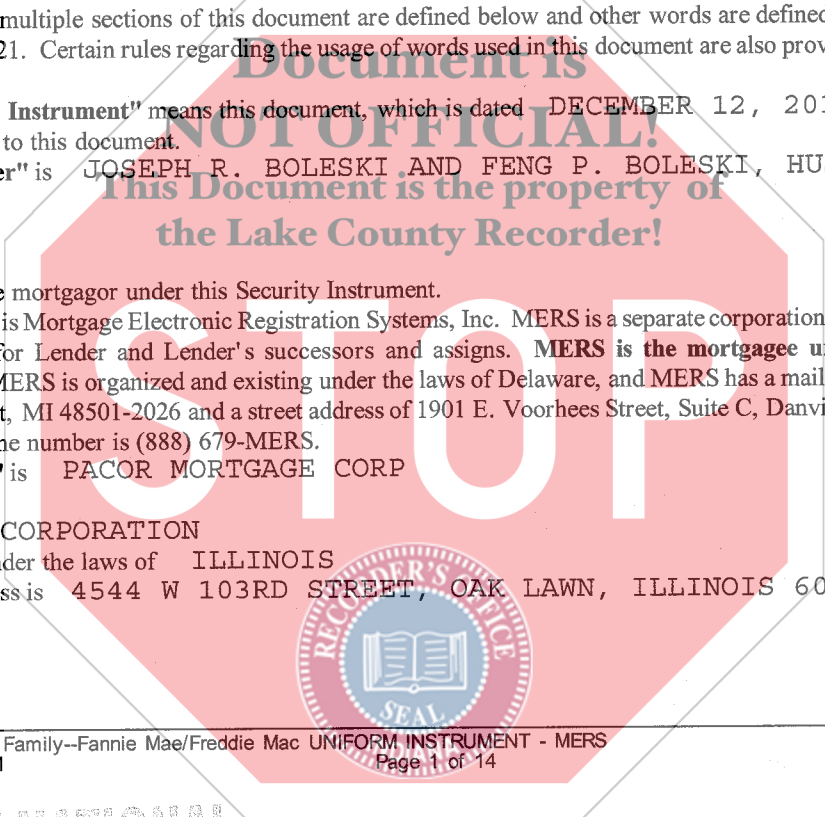 multiple sections of this document are defined below and other words are defined
21. Certain rules regarding the usage of words used in this document are also prov
Document is
Instrument" means this document, which is dated DECEMBER 12, 201
NOT OFFICIAL!
to this document.
er" is JOSEPH R. BOLESKI AND FENG P. BOLESKI, HU
This Document is the property of
the Lake County Recorder!
e mortgagor under this Security Instrument.
is Mortgage Electronic Registration Systems, Inc. MERS is a separate corporation
for Lender and Lender's successors and assigns. MERS is the mortgagee u
MERS is organized and existing under the laws of Delaware, and MERS has a mail
t, MI 48501-2026 and a street address of 1901 E. Voorhees Street, Suite C, Danvi
ne number is (888) 679-MERS.
STOP
" is PACOR MORTGAGE CORP
CORPORATION
nder the laws of ILLINOIS
ss is 4544 W 103RD STREET, OAK LAWN, ILLINOIS 60
RECORDER'S OFFICE
SEAL
INDIANA
Family--Fannie Mae/Freddie Mac UNIFORM INSTRUMENT - MERS
Page 1 of 14